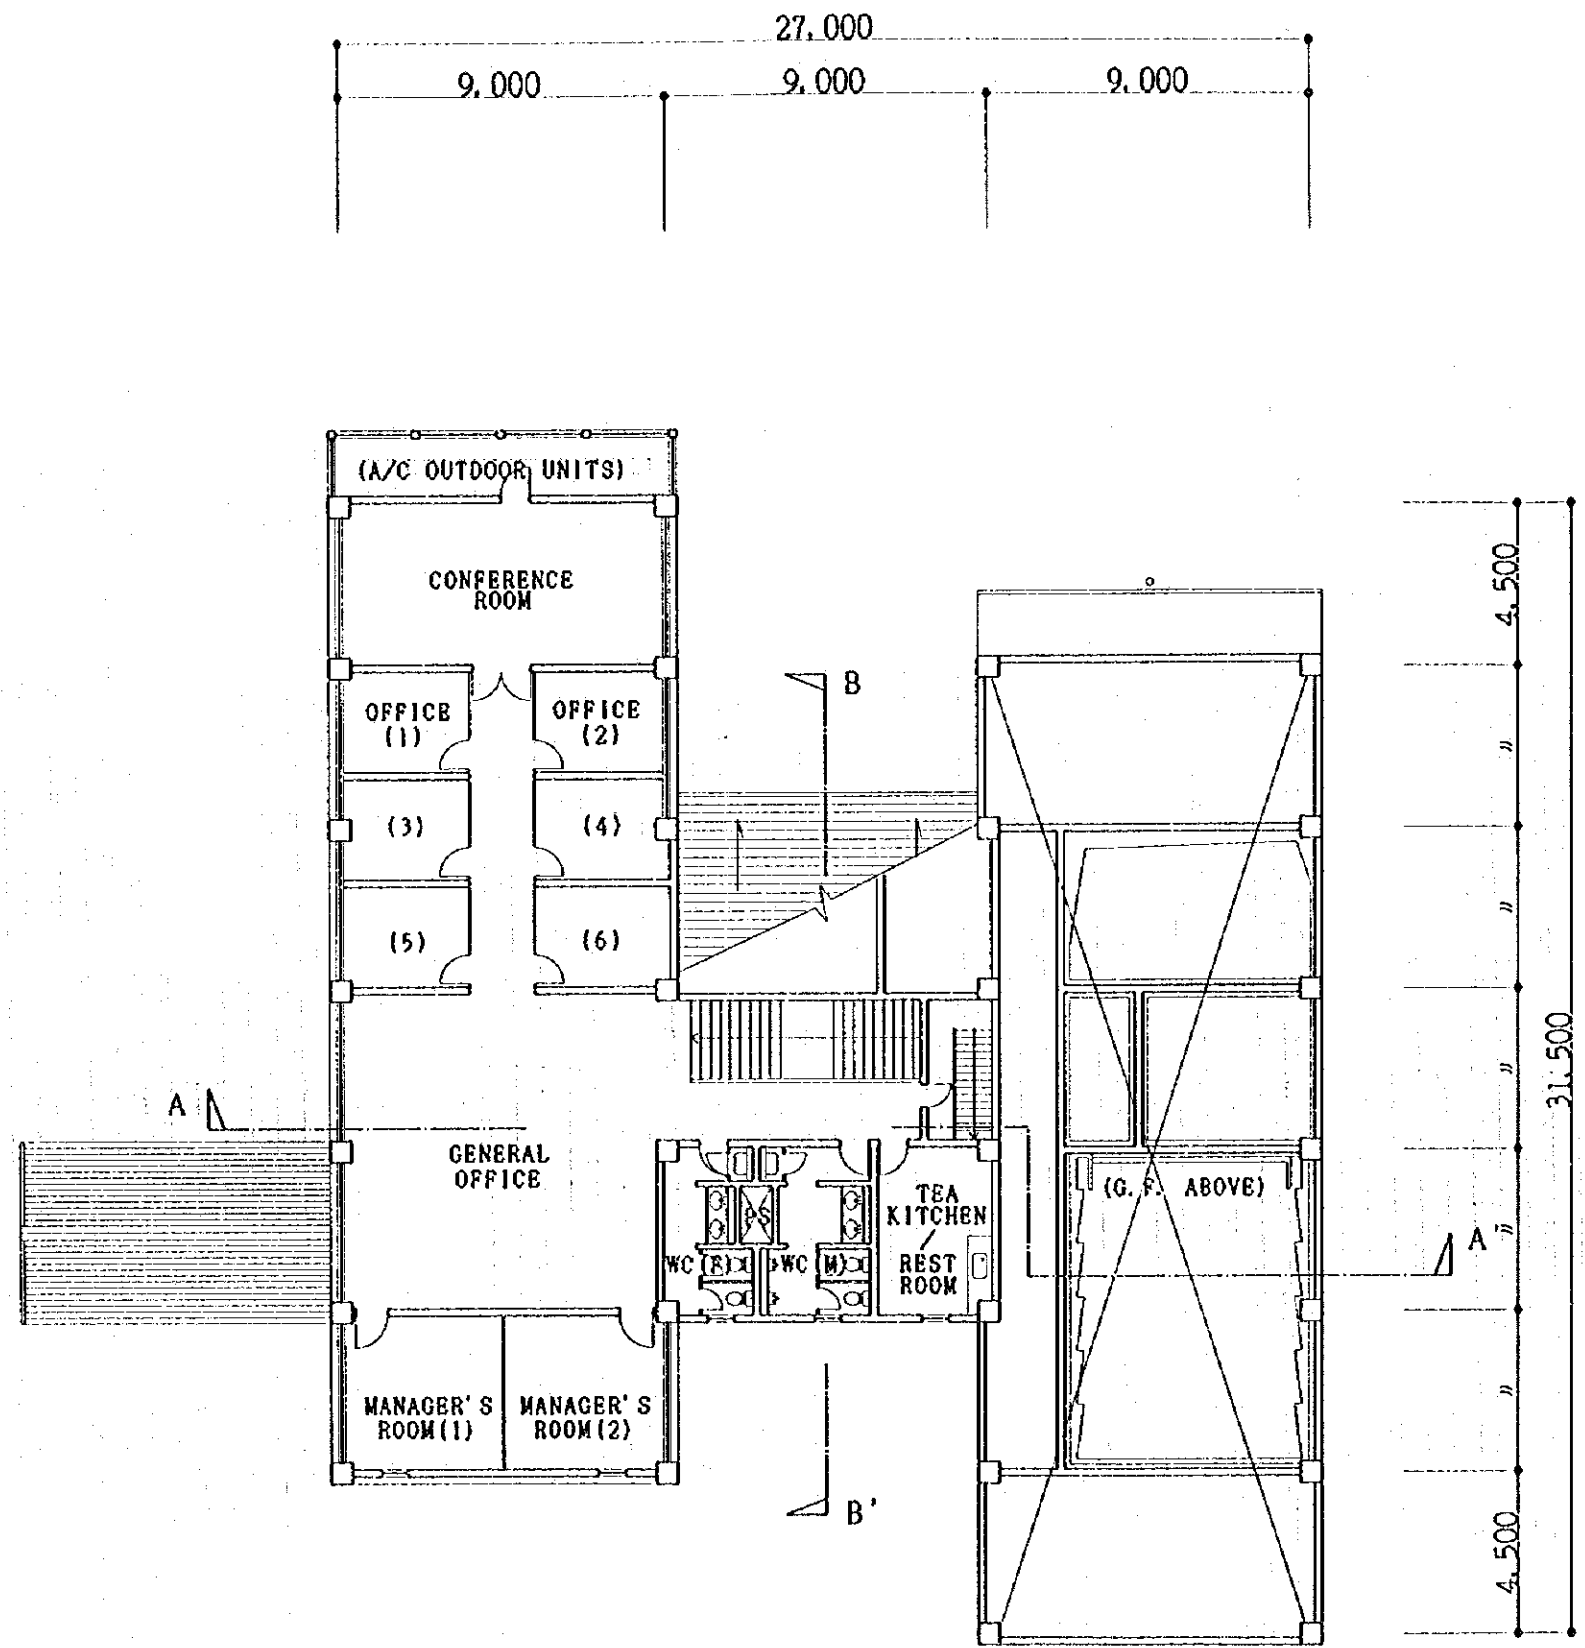 27,000
9,000 9,000 9,000
(A/C OUTDOOR UNITS)
4,500
CONFERENCE
ROOM
B
OFFICE
(1)
OFFICE
(2)
〃
(3)
(4)
〃
(5)
(6)
31,500
〃
A
GENERAL
OFFICE
(G.F. ABOVE)
TEA
KITCHEN
/
REST
ROOM
PS
WC (F)
WC (M)
A'
〃
MANAGER'S
ROOM(1)
MANAGER'S
ROOM(2)
〃
B'
4,500